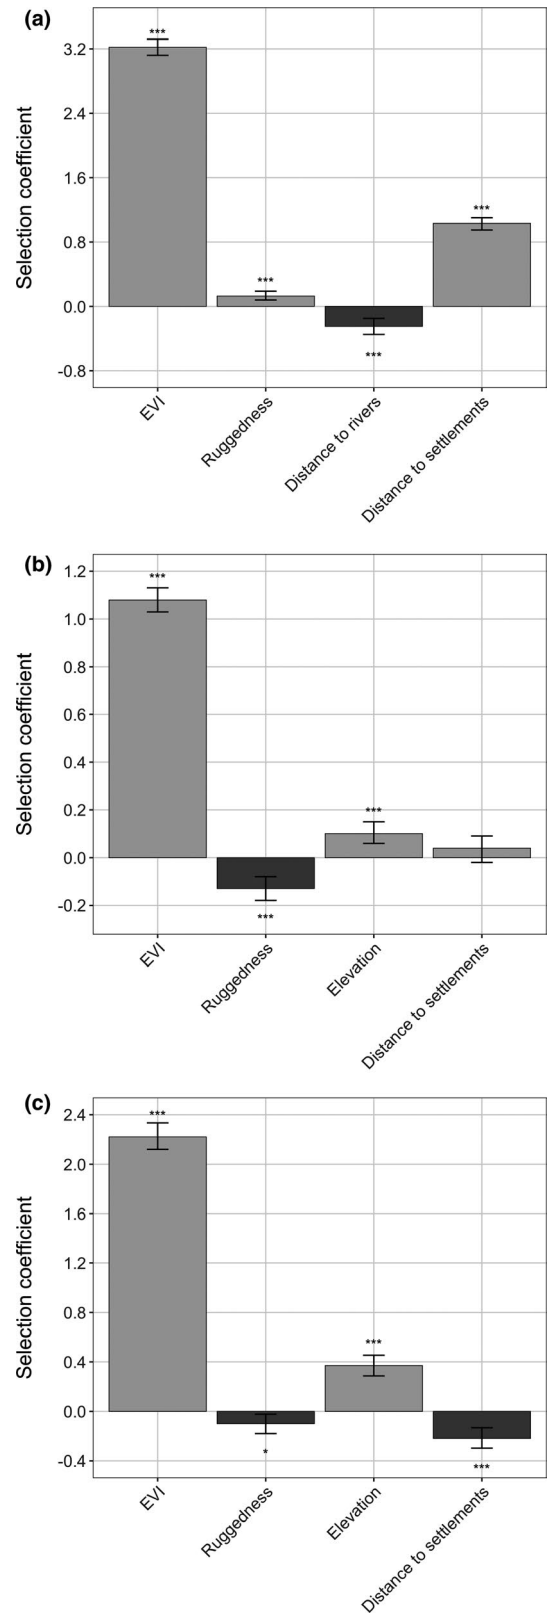 (a)
Selection coefficient
3.2
2.4
1.6
0.8
0.0
-0.8
***
***
***
***
EVI
Ruggedness
Distance to rivers
Distance to settlements
(b)
Selection coefficient
1.2
1.0
0.8
0.6
0.4
0.2
0.0
-0.2
***
***
***
EVI
Ruggedness
Elevation
Distance to settlements
(c)
Selection coefficient
2.4
2.0
1.6
1.2
0.8
0.4
0.0
-0.4
***
*
***
***
EVI
Ruggedness
Elevation
Distance to settlements